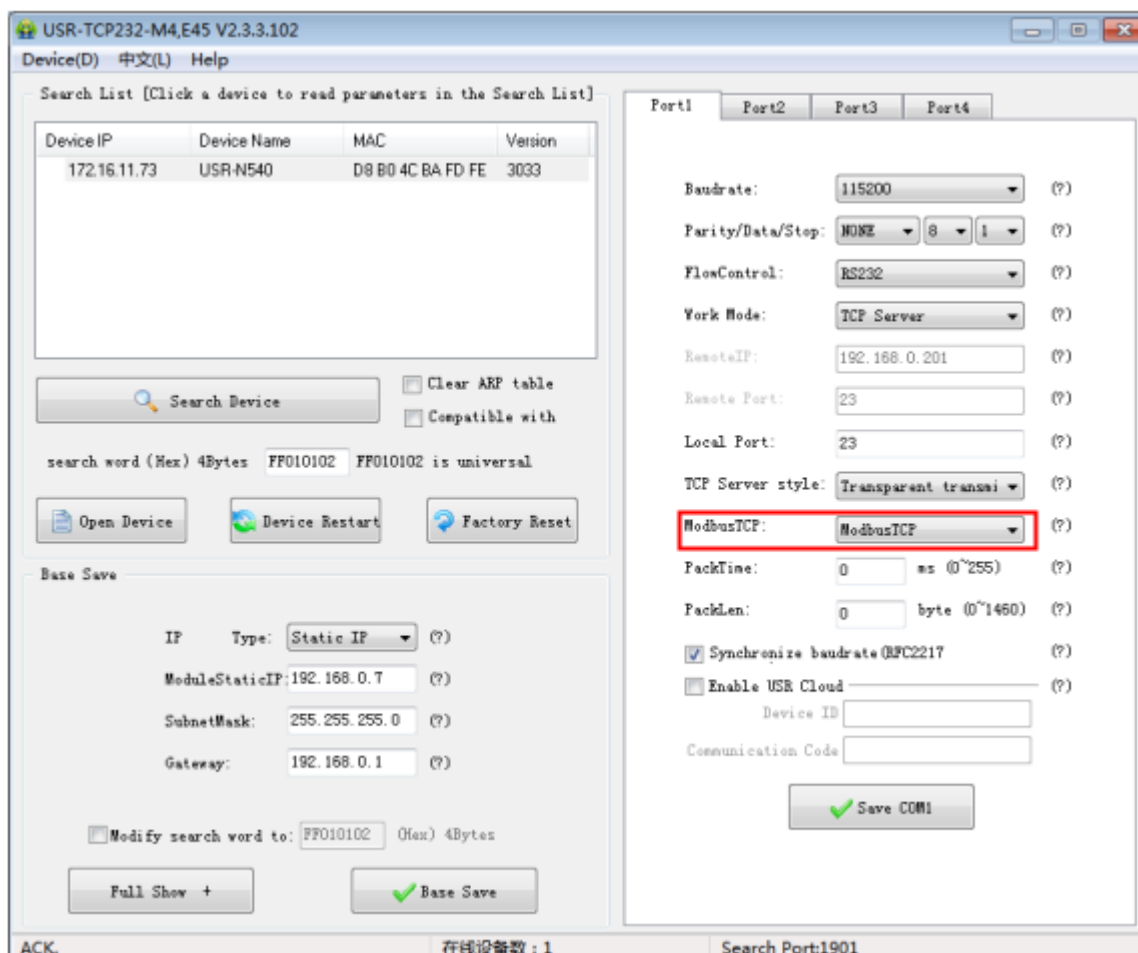 USR-TCP232-M4,E45 V2.3.3.102
Device(D) 中文(L) Help
Search List [Click a device to read parameters in the Search List]
Device IP Device Name MAC Version
172.16.11.73 USR-N540 D8 B0 4C BA FD FE 3033
Search Device
Clear ARP table
Compatible with
search word(Hex) 4Bytes FF010102 FF010102 is universal
Open Device Device Restart Factory Reset
Base Save
IP Type: Static IP (?)
ModuleStaticIP: 192.168.0.7 (?)
SubnetMask: 255.255.255.0 (?)
Gateway: 192.168.0.1 (?)
Modify search word to: FF010102 (Hex) 4Bytes
Full Show + Base Save
Port1 Port2 Port3 Port4
Baudrate: 115200 (?)
Parity/Data/Stop: NONE 8 1 (?)
FlowControl: RS232 (?)
Work Mode: TCP Server (?)
RemoteIP: 192.168.0.201 (?)
Remote Port: 23 (?)
Local Port: 23 (?)
TCP Server style: Transparent transmi (?)
ModbusTCP: ModbusTCP (?)
PackTime: 0 ms (0~255) (?)
PackLen: 0 byte (0~1460) (?)
Synchronize baudrate(RFC2217 (?)
Enable USR Cloud (?)
Device ID
Communication Code
Save COM1
ACK. 在线设备数：1 Search Port:1901